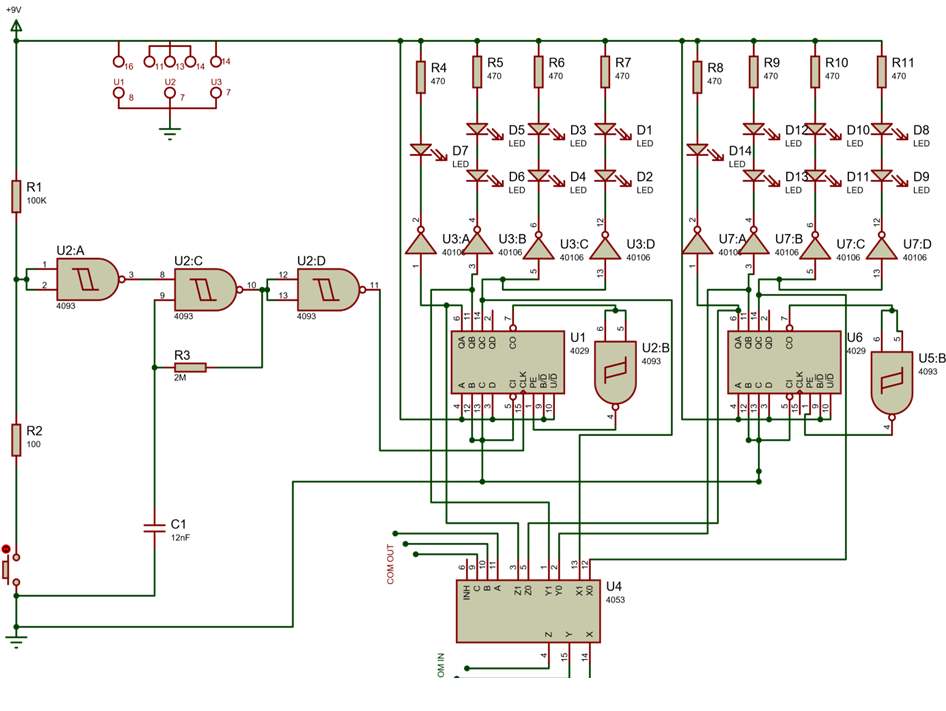 +9V
16
11
13
14
14
U1
8
U2
7
U3
7
R1
100K
R2
100
U2:A
1
2
3
4093
U2:C
8
9
10
4093
U2:D
12
13
11
4093
R3
2M
C1
12nF
R4
470
R5
470
R6
470
R7
470
D7
LED
D5
LED
D6
LED
D3
LED
D4
LED
D1
LED
D2
LED
2
U3:A
40106
1
4
U3:B
40106
3
6
U3:C
40106
5
12
U3:D
40106
13
R8
470
R9
470
R10
470
R11
470
D14
LED
D12
LED
D13
LED
D10
LED
D11
LED
D8
LED
D9
LED
2
U7:A
40106
1
4
U7:B
40106
3
6
U7:C
40106
5
12
U7:D
40106
13
6
11
14
2
7
QA
QB
QC
QD
CO
U1
4029
A
B
C
D
CI
CLK
PE
B/D
U/D
4
12
13
3
5
15
1
9
10
6
5
U2:B
4093
4
6
11
14
2
7
QA
QB
QC
QD
CO
U6
4029
A
B
C
D
CI
CLK
PE
B/D
U/D
4
12
13
3
5
15
1
9
10
6
5
U5:B
4093
4
COM OUT
6
9
10
11
3
5
1
2
13
12
INH
C
B
A
Z1
Z0
Y1
Y0
X1
X0
U4
4053
Z
Y
X
4
15
14
OM IN